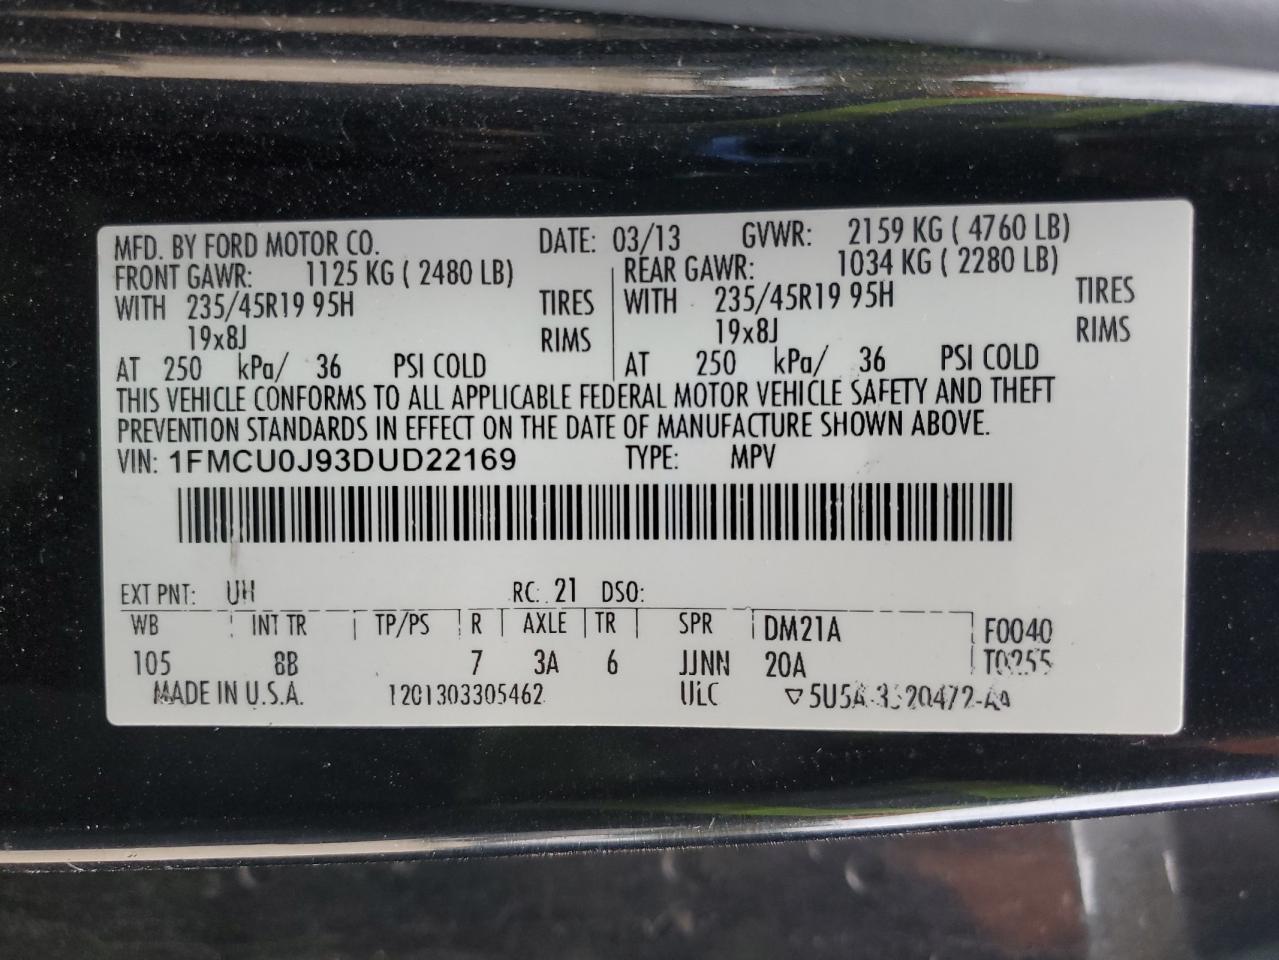 MFD. BY FORD MOTOR CO. DATE: 03/13 GVWR: 2159 KG ( 4760 LB)
FRONT GAWR: 1125 KG ( 2480 LB) REAR GAWR: 1034 KG ( 2280 LB)
WITH 235/45R19 95H TIRES WITH 235/45R19 95H TIRES
19x8J RIMS 19x8J RIMS
AT 250 kPa/ 36 PSI COLD AT 250 kPa/ 36 PSI COLD
THIS VEHICLE CONFORMS TO ALL APPLICABLE FEDERAL MOTOR VEHICLE SAFETY AND THEFT
PREVENTION STANDARDS IN EFFECT ON THE DATE OF MANUFACTURE SHOWN ABOVE.
VIN: 1FMCU0J93DUD22169 TYPE: MPV
EXT PNT: UH RC: 21 DSO:
WB INT TR TP/PS R AXLE TR SPR DM21A F0040
105 8B 7 3A 6 JJNN 20A
MADE IN U.S.A. 1201303305462